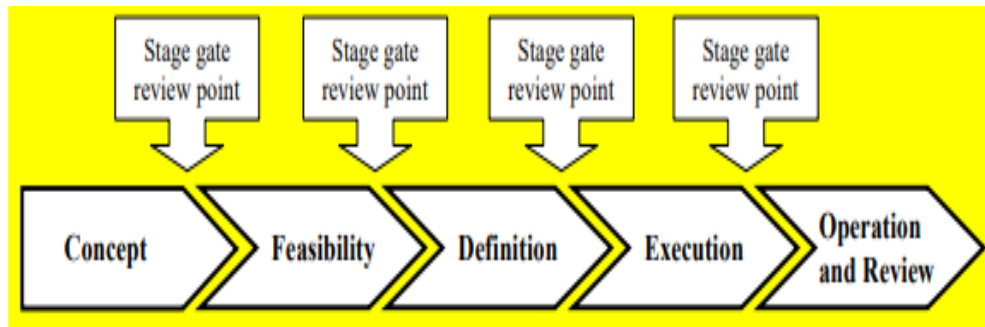 Stage gate
review point
Stage gate
review point
Stage gate
review point
Stage gate
review point
Concept
Feasibility
Definition
Execution
Operation
and Review